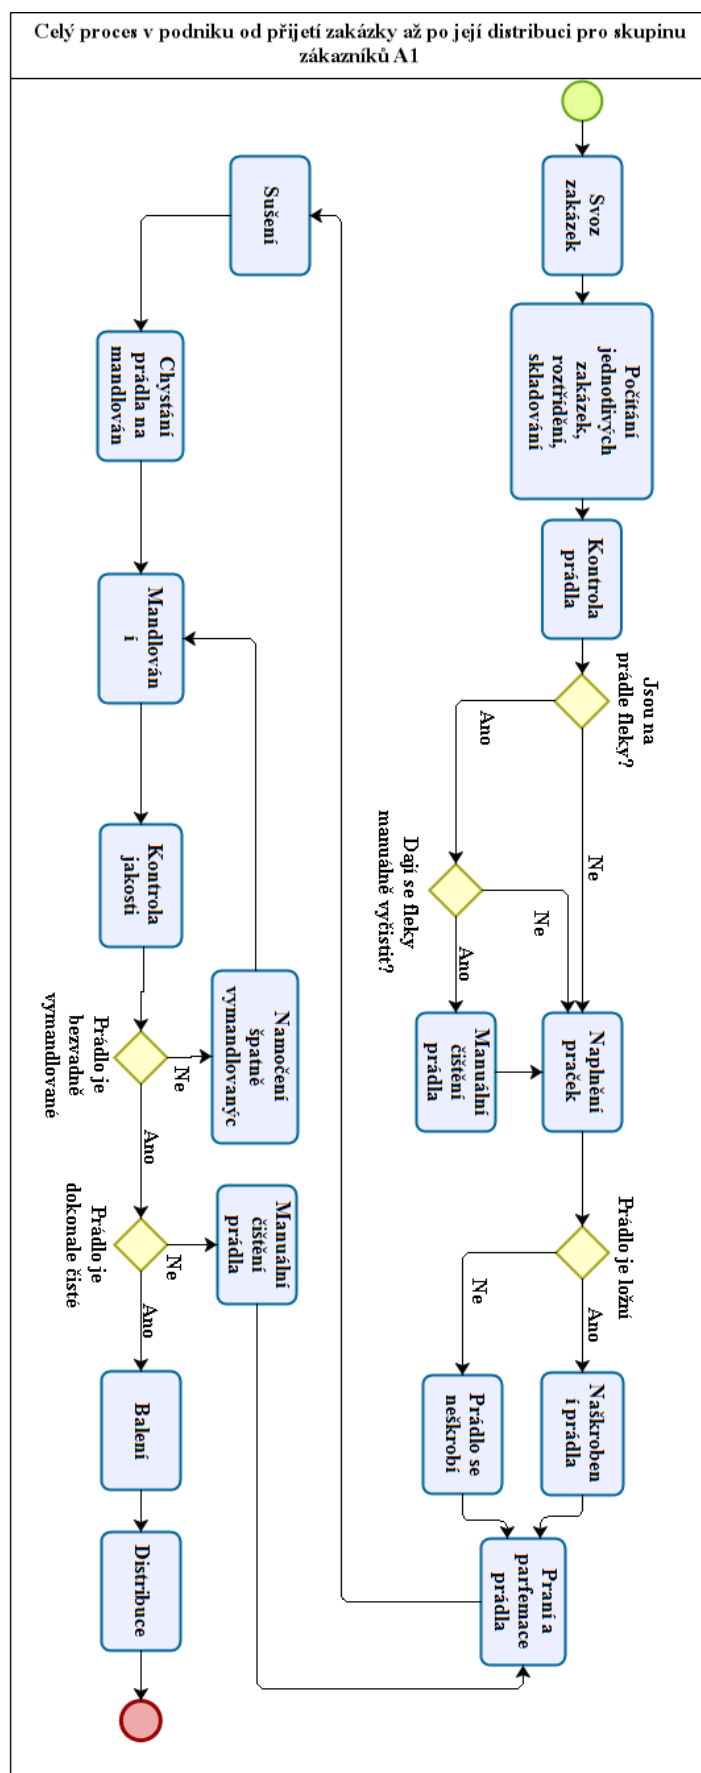 Celý proces v podniku od přijetí zakázky až po její distribuci pro skupinu
zákazníků A1
Svoz
zakázek
Počítání
jednotlivých
zakázek,
roztřídění,
skladování
Kontrola
prádla
Jsou na
prádle fleky?
Ano
Ne
Dají se fleky
manuálně vyčistit?
Ne
Ano
Manuální
čištění
prádla
Naplnění
praček
Prádlo je ložní
Ne
Ano
Prádlo se
neškrobí
Naškroben
í prádla
Praní a
parfemace
prádla
Sušení
Chystání
prádla na
mandlován
Mandlován
í
Kontrola
jakosti
Prádlo je
bezvadně
vymandlované
Ne
Namočení
špatně
vymandlovanýc
Ano
Prádlo je
dokonale čisté
Ne
Manuální
čištění
prádla
Ano
Balení
Distribuce